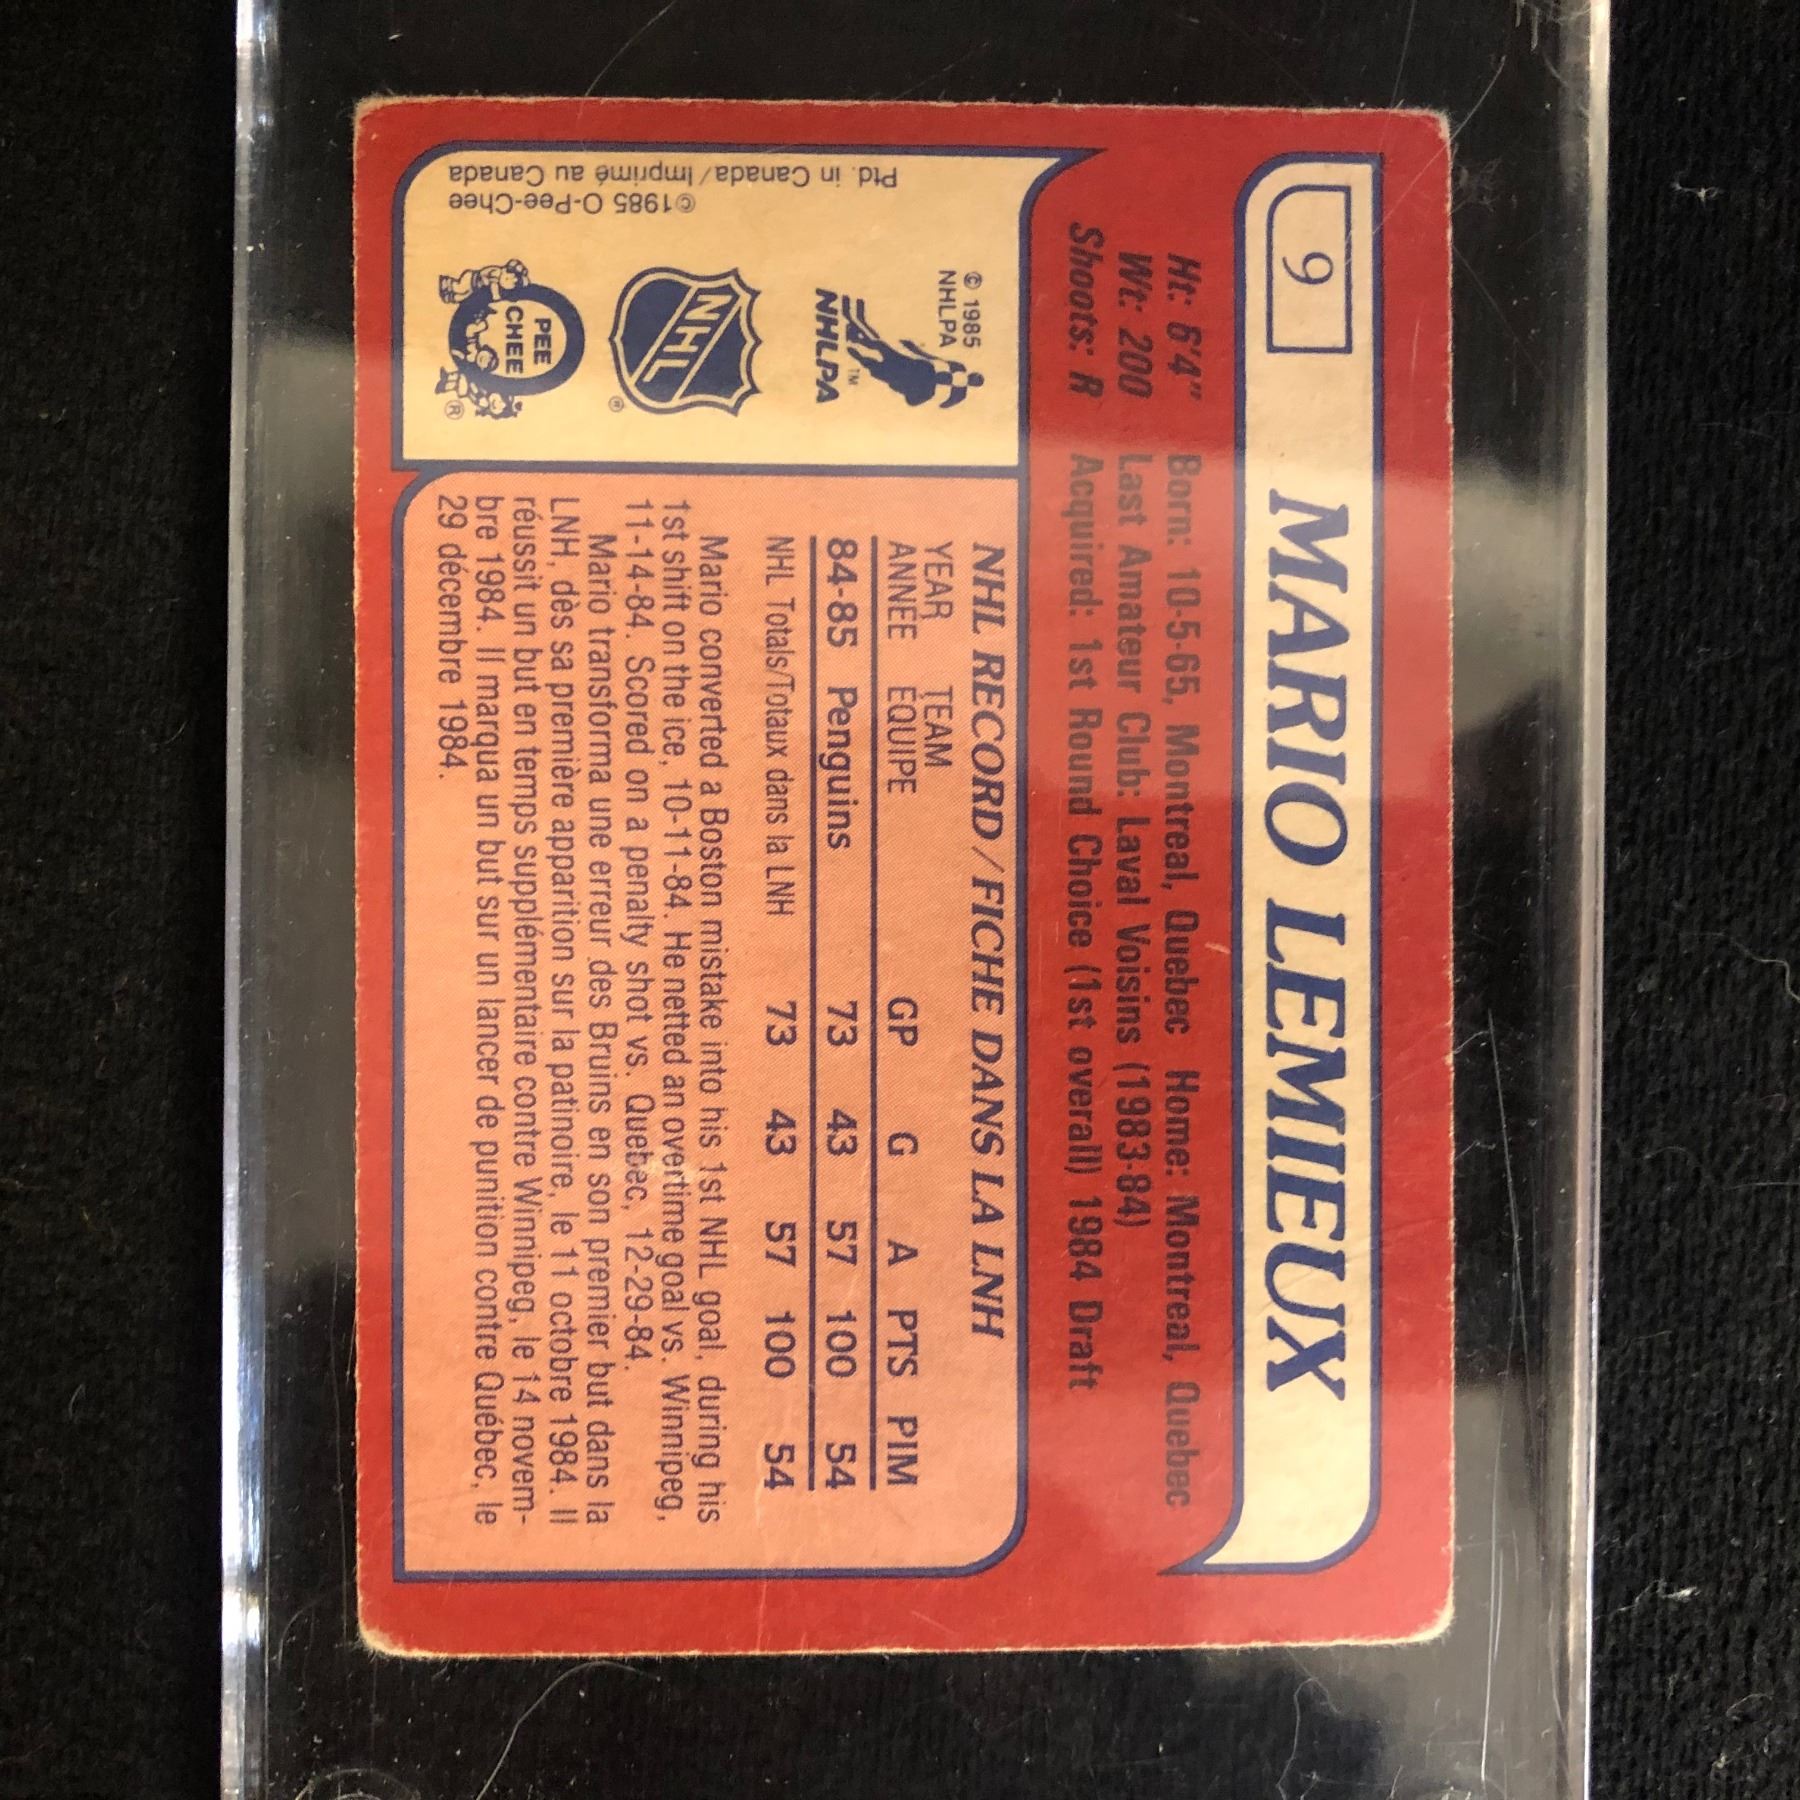 9
MARIO LEMIEUX
Ht: 6'4" Born: 10-5-65, Montreal, Quebec Home: Montreal, Quebec
Wt: 200 Last Amateur Club: Laval Voisins (1983-84)
Shoots: R Acquired: 1st Round Choice (1st overall) 1984 Draft
© 1985
NHLPA
NHLPA TM
NHL ®
PEE
CHEE
®
©1985 O-Pee-Chee
Ptd. in Canada/Imprimé au Canada
NHL RECORD/FICHE DANS LA LNH
YEAR TEAM
ANNÉE ÉQUIPE GP G A PTS PIM
84-85 Penguins 73 43 57 100 54
NHL Totals/Totaux dans la LNH 73 43 57 100 54
Mario converted a Boston mistake into his 1st NHL goal, during his
1st shift on the ice, 10-11-84. He netted an overtime goal vs. Winnipeg,
11-14-84. Scored on a penalty shot vs. Quebec, 12-29-84.
Mario transforma une erreur des Bruins en son premier but dans la
LNH, dès sa première apparition sur la patinoire, le 11 octobre 1984. Il
réussit un but en temps supplémentaire contre Winnipeg, le 14 novem-
bre 1984. Il marqua un but sur un lancer de punition contre Québec, le
29 décembre 1984.